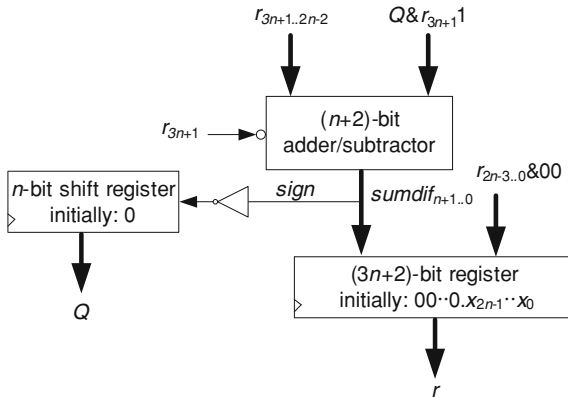 r3n+1..2n-2
Q&r3n+11
r3n+1
(n+2)-bit
adder/subtractor
n-bit shift register
initially: 0
sign
sumdifn+1..0
r2n-3..0&00
(3n+2)-bit register
initially: 00··0.x2n-1··x0
Q
r